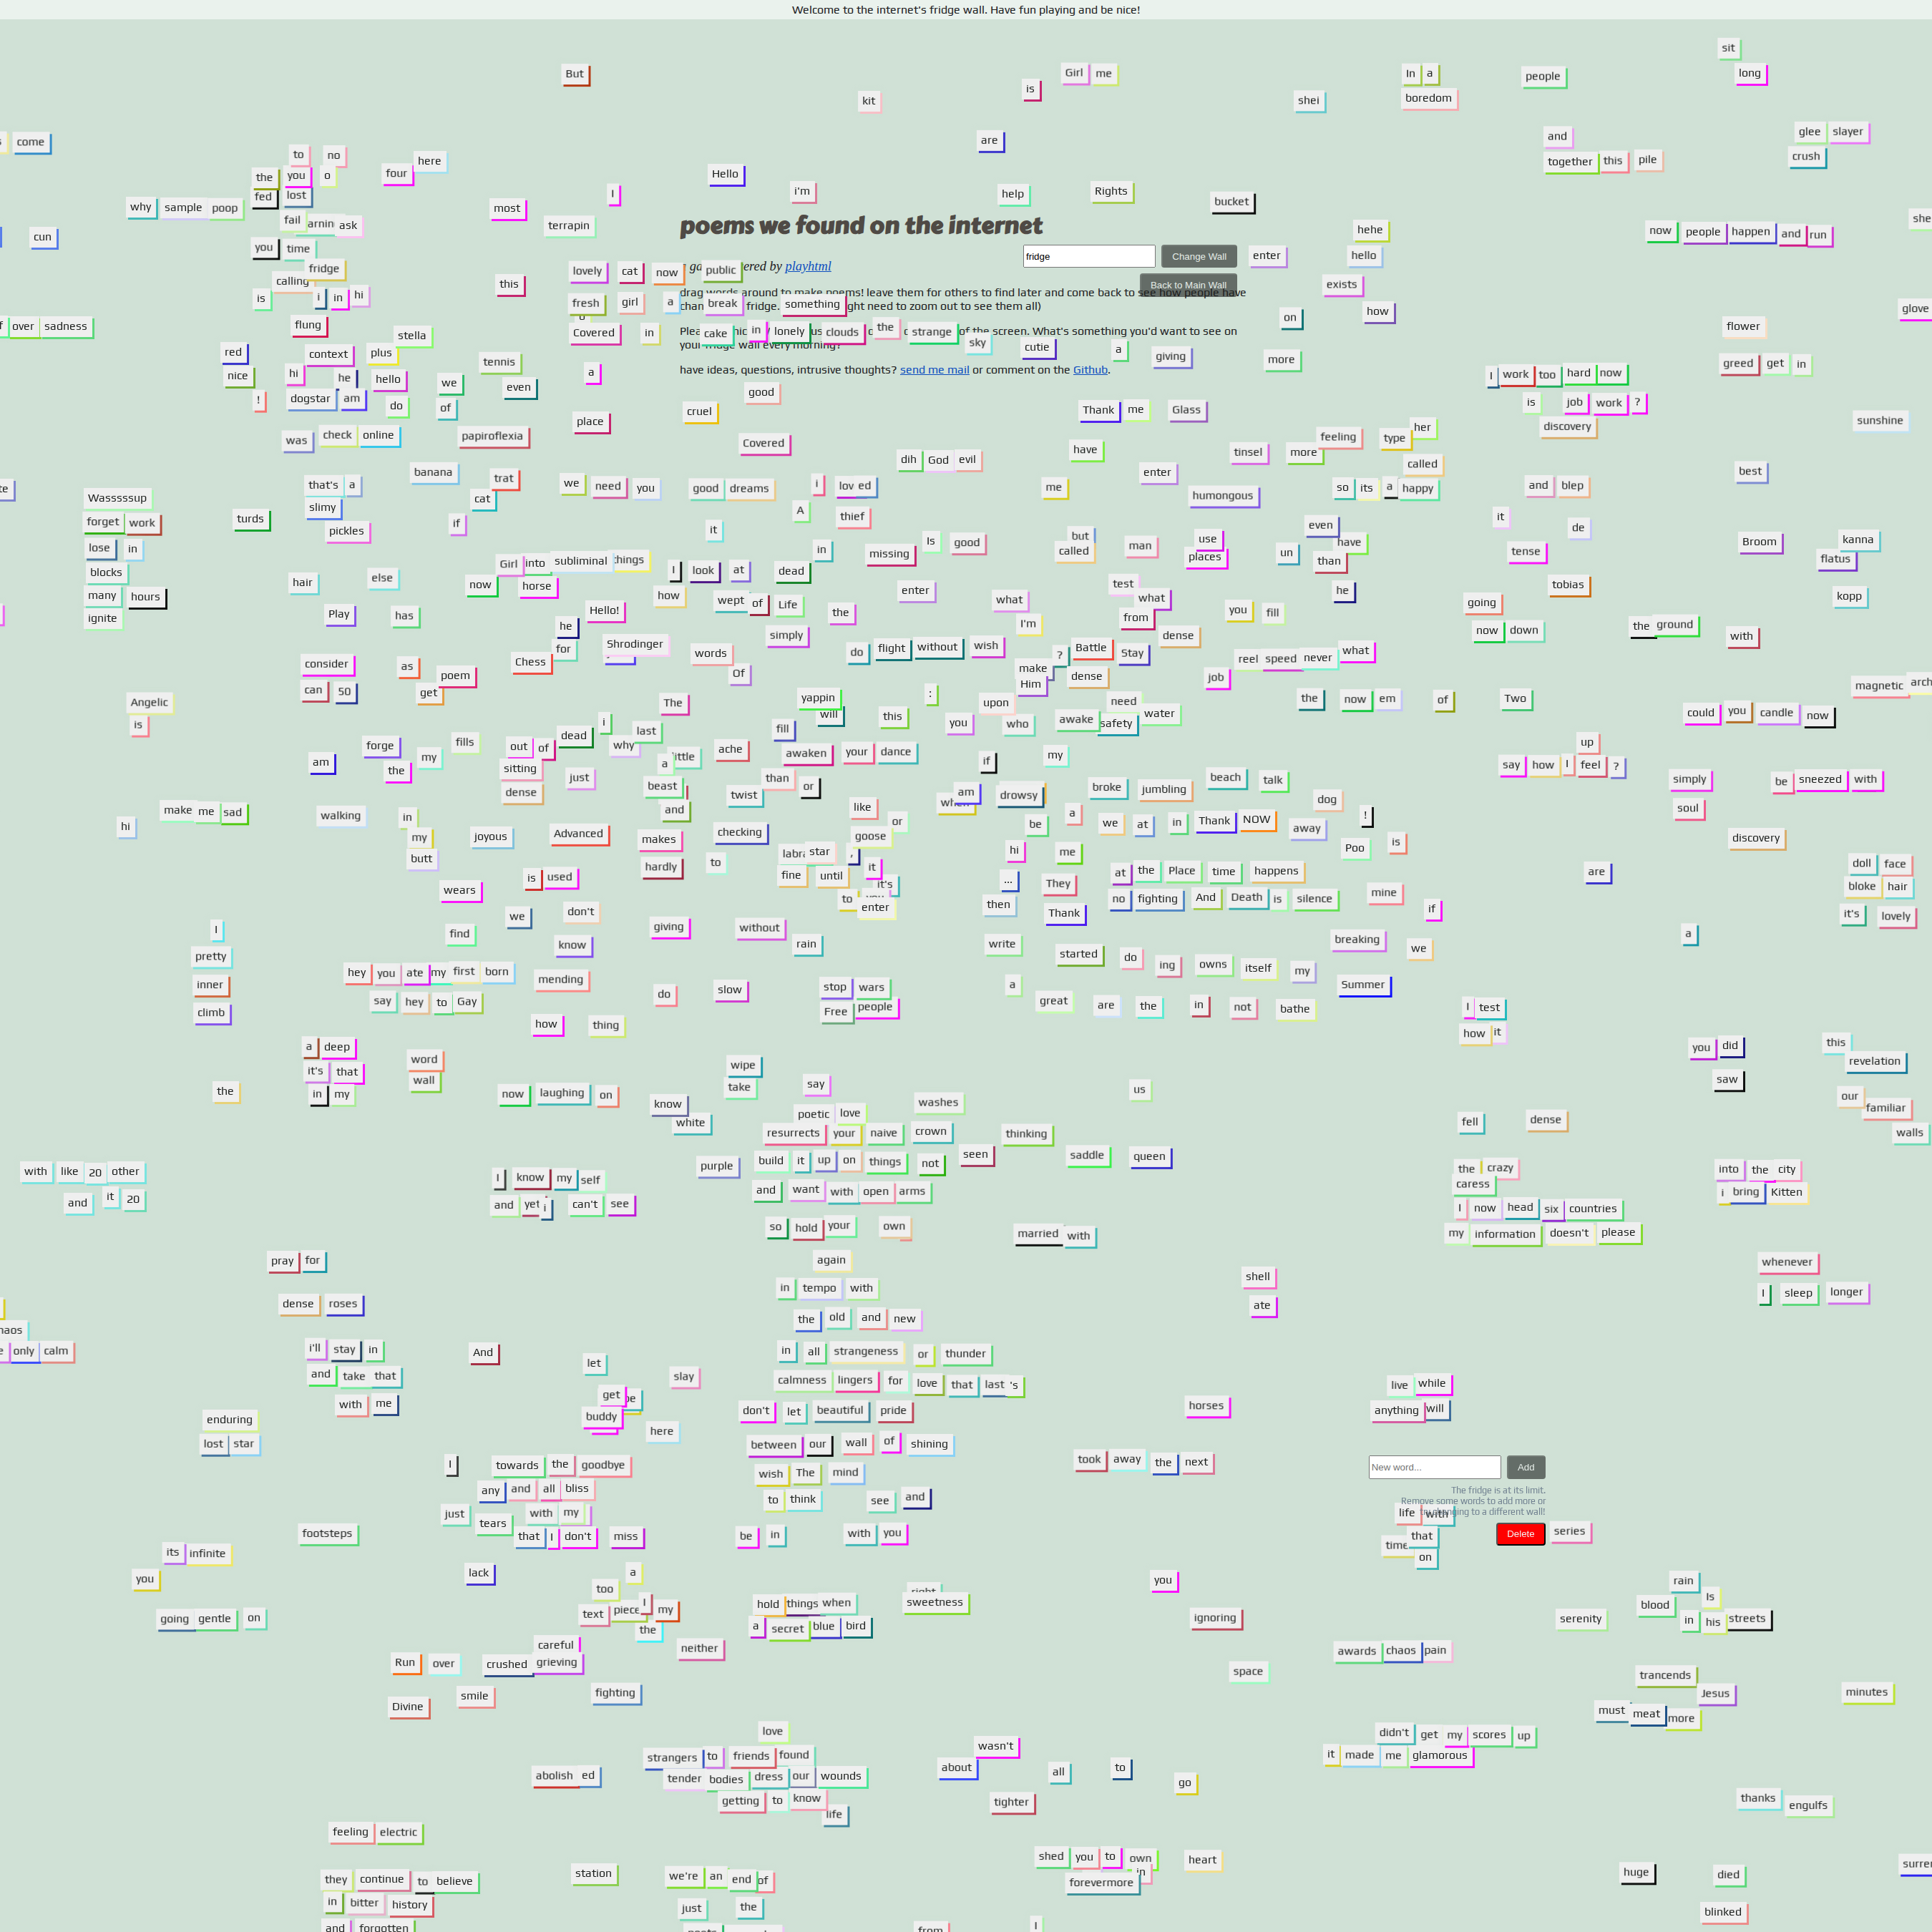 Welcome to the internet's fridge wall. Have fun playing and be nice!
sit
But Girl me In a people long
kit is shei boredom
come are and glee slayer
to no here together this pile crush
the you o four Hello
fed lost I i'm help Rights bucket
why sample poop most
fail ask terrapin
poems we found on the internet
cun you time hehe now people happen and run
fridge Change Wall enter hello
fridge lovely cat now public playhtml
calling this Back to Main Wall exists
is i in hi fresh girl a break something
drag words around to make poems! leave them for others to find later and come back to see how people have
flung on how glove
over sadness stella Covered in cake in lonely clouds the strange of the screen. What's something you'd want to see on flower
red context plus sky cutie a giving more
nice hi he hello we tennis even a have ideas, questions, intrusive thoughts? send me mail or comment on the Github. greed get in
! dogstar am do of good I work too hard now
place cruel Thank me Glass is job work ?
was check online papiroflexia Covered her discovery sunshine
have tinsel more feeling type
banana trat dih God evil enter called best
that's a cat we need you good dreams i lov ed me humongous so its a happy and blep
Wasssssup slimy
forget work turds pickles if it A thief but even it de
lose in Girl into subliminal things in missing Is good called man use places un have than tense Broom kanna flatus
blocks hair else now horse I look at dead test he tobias
many hours how wept of Life enter what what going kopp
ignite Play has Hello! the I'm from you fill
he simply dense now down the ground with
for Shrodinger words do flight without wish ? Battle Stay
consider as poem Chess Of make Him dense reel speed never what
can 50 get job magnetic
Angelic The yappin : upon need the now em of Two
is i will this you who awake safety water could you candle now
forge my fills out of dead why last fill up
am the sitting a ache awaken your dance if my say how I feel ?
dense just beast than or broke beach talk simply be sneezed with
make me sad walking in and twist like am drowsy jumbling dog soul
hi my joyous Advanced makes checking goose or be a we at in Thank NOW away ! discovery
butt hardly to star , hi me Poo is
is used fine until it it's ... They at the Place time happens are doll face
wears to then no fighting And Death is silence mine bloke hair
we don't enter Thank if it's lovely
I find know giving without rain write started breaking we a
pretty do ing owns itself my
hey you ate my first born mending
inner say hey to Gay do slow stop wars a Summer
climb Free people great are the in not bathe I test
how thing how it
a deep word wipe you did this
it's that wall take say us saw revelation
the in my now laughing on know washes our familiar
white poetic love fell dense walls
resurrects your naive crown thinking
purple build it up on things not seen saddle queen
with like 20 other I know my self the crazy into the city
and it 20 and yet i can't see and want with open arms caress i bring Kitten
I now head six countries
so hold your own married with my information doesn't please
pray for again whenever
shell
dense roses in tempo with ate I sleep longer
the old and new
only calm i'll stay in And in all strangeness or thunder
and take that let slay calmness lingers for love that last 's live while
with me get don't let beautiful pride horses anything will
enduring buddy here
lost star between our wall of shining
I towards the goodbye wish The mind took away the next New word... Add
any and all bliss to think see and The fridge is at its limit.
just with my Remove some words to add more or
life with changing to a different wall!
footsteps tears that I don't miss be in with you time that Delete series
its infinite on
you lack a you rain
going gentle on too text piece I my hold things when sweetness ignoring serenity blood Is
the a secret blue bird in his streets
careful neither awards chaos pain
Run over crushed grieving space trancends
Divine smile fighting Jesus minutes
love must meat more
strangers to friends found wasn't didn't get my scores up
abolish ed tender bodies dress our wounds about all to it made me glamorous
getting to know go
life tighter thanks engulfs
feeling electric
they continue to believe station we're an end of shed you to own heart huge died
in bitter history forevermore in
and forgotten just the I blinked